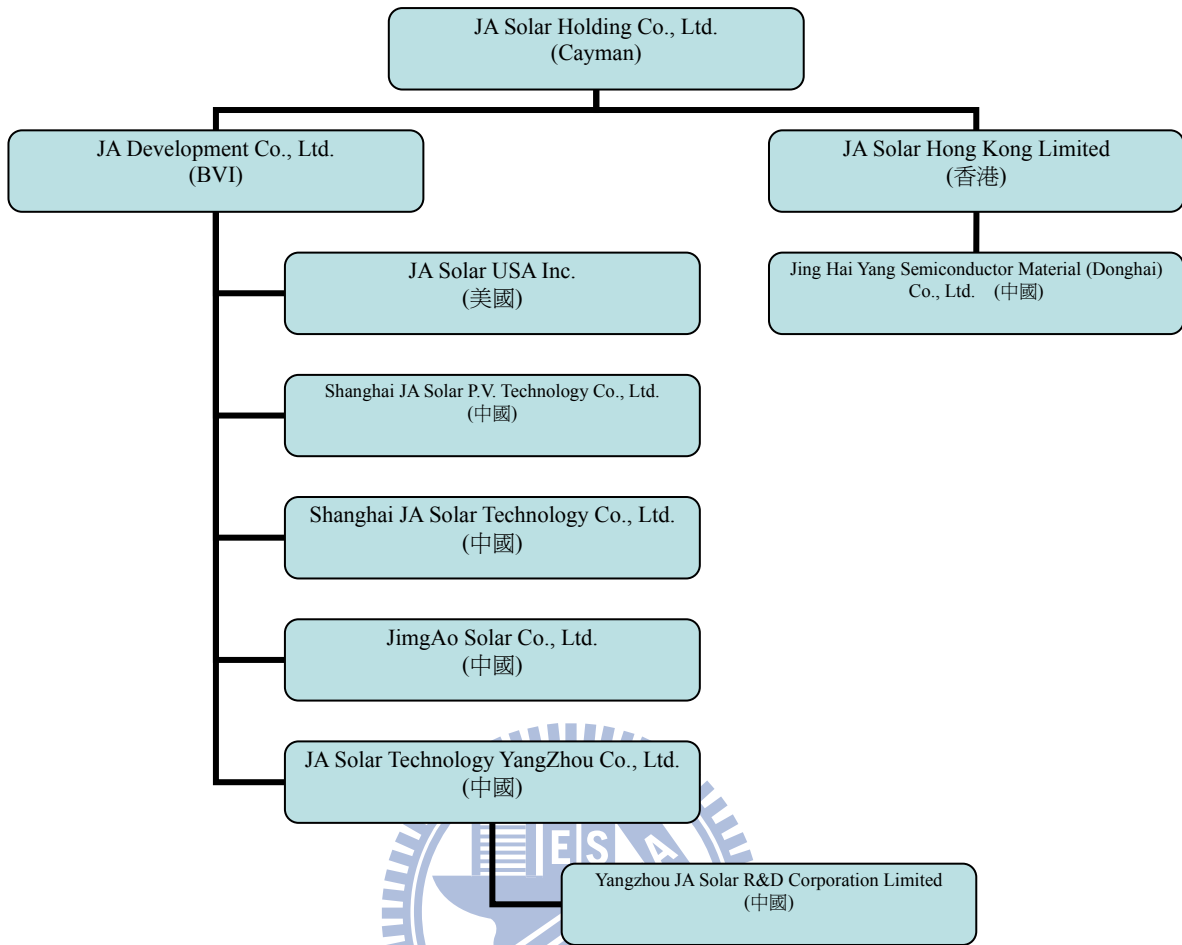 JA Solar Holding Co., Ltd.
(Cayman)
JA Development Co., Ltd.
(BVI)
JA Solar Hong Kong Limited
(香港)
JA Solar USA Inc.
(美國)
Jing Hai Yang Semiconductor Material (Donghai)
Co., Ltd. (中國)
Shanghai JA Solar P.V. Technology Co., Ltd.
(中國)
Shanghai JA Solar Technology Co., Ltd.
(中國)
JimgAo Solar Co., Ltd.
(中國)
JA Solar Technology YangZhou Co., Ltd.
(中國)
E S A
Yangzhou JA Solar R&D Corporation Limited
(中國)